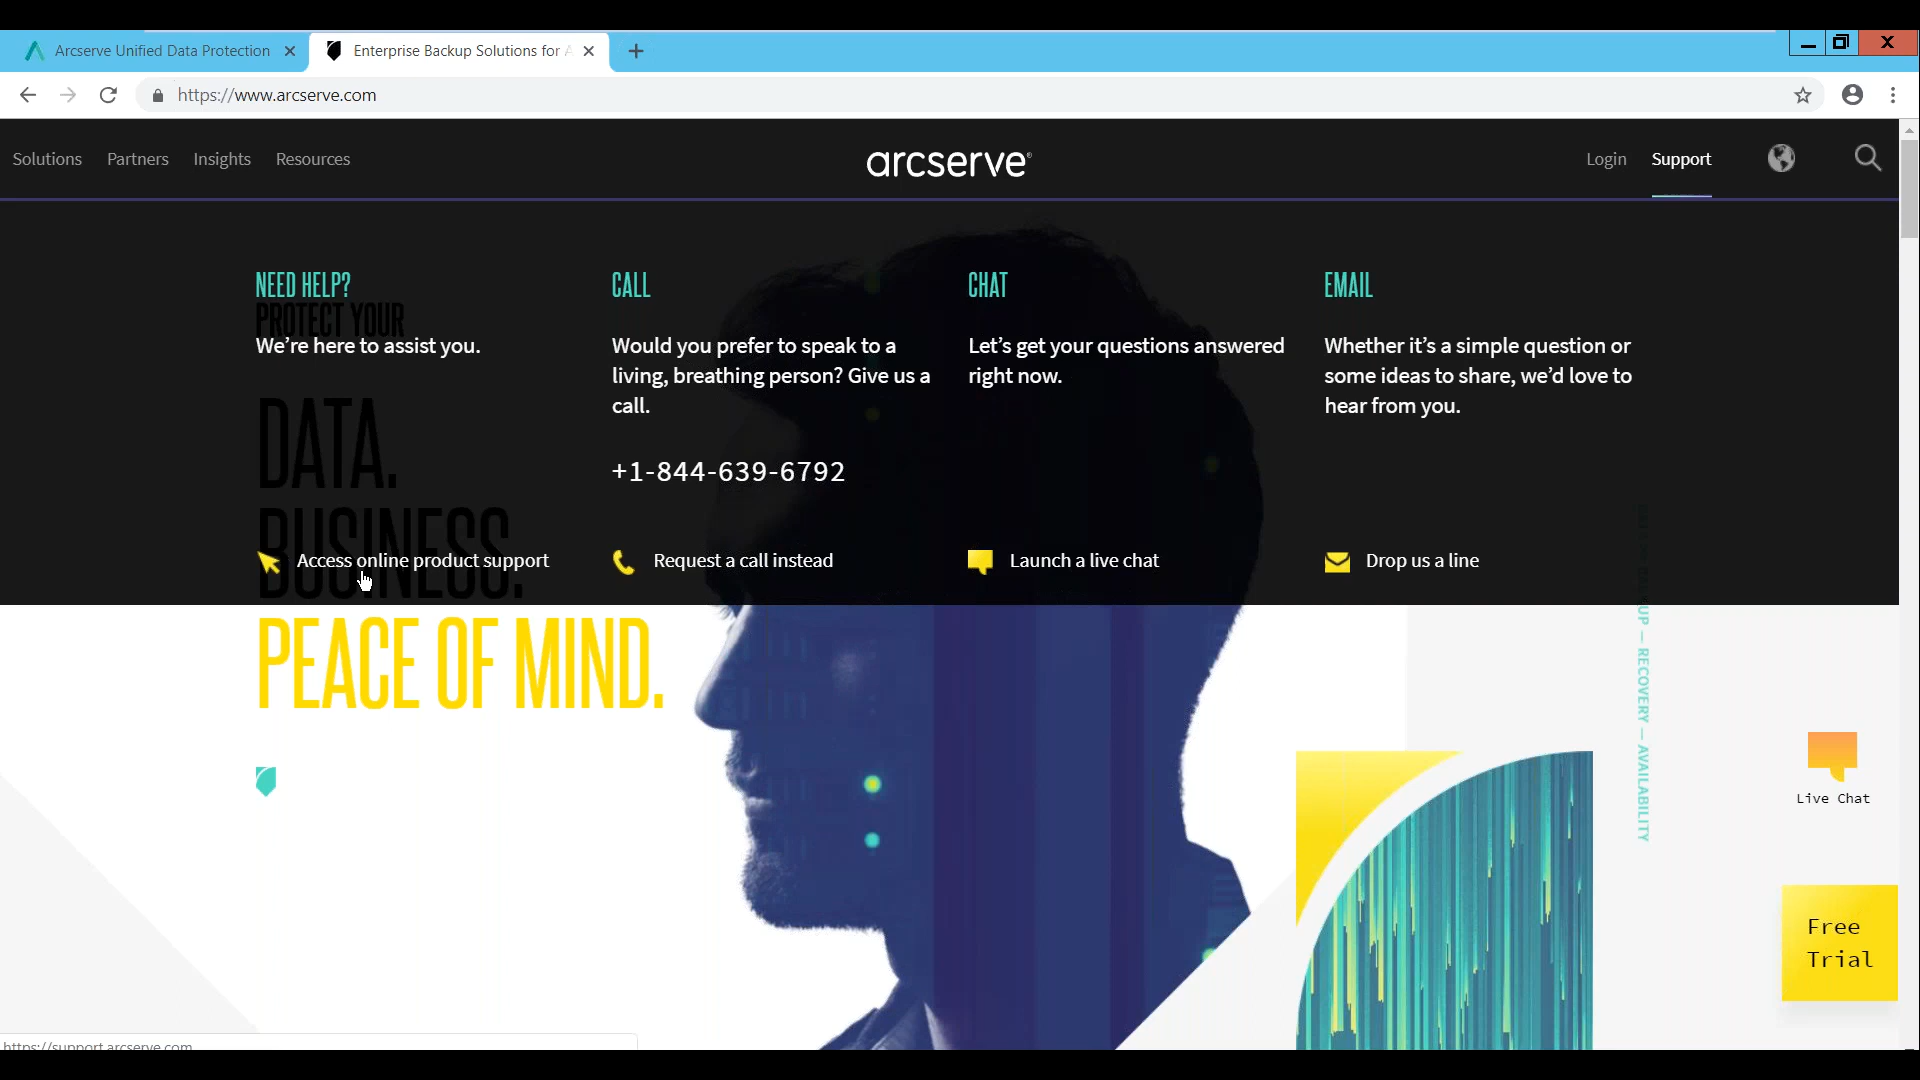 Arcserve Unified Data Protection
Enterprise Backup Solutions for
https://www.arcserve.com
Solutions Partners Insights Resources
arcserve®
Login Support
NEED HELP?
PROTECT YOUR
We’re here to assist you.
CALL
Would you prefer to speak to a
living, breathing person? Give us a
call.
+1-844-639-6792
CHAT
Let’s get your questions answered
right now.
EMAIL
Whether it’s a simple question or
some ideas to share, we’d love to
hear from you.
DATA.
BUSINESS.
Access online product support
Request a call instead
Launch a live chat
Drop us a line
PEACE OF MIND.
RECOVERY — AVAILABILITY
Live Chat
Free
Trial
https://support.arcserve.com